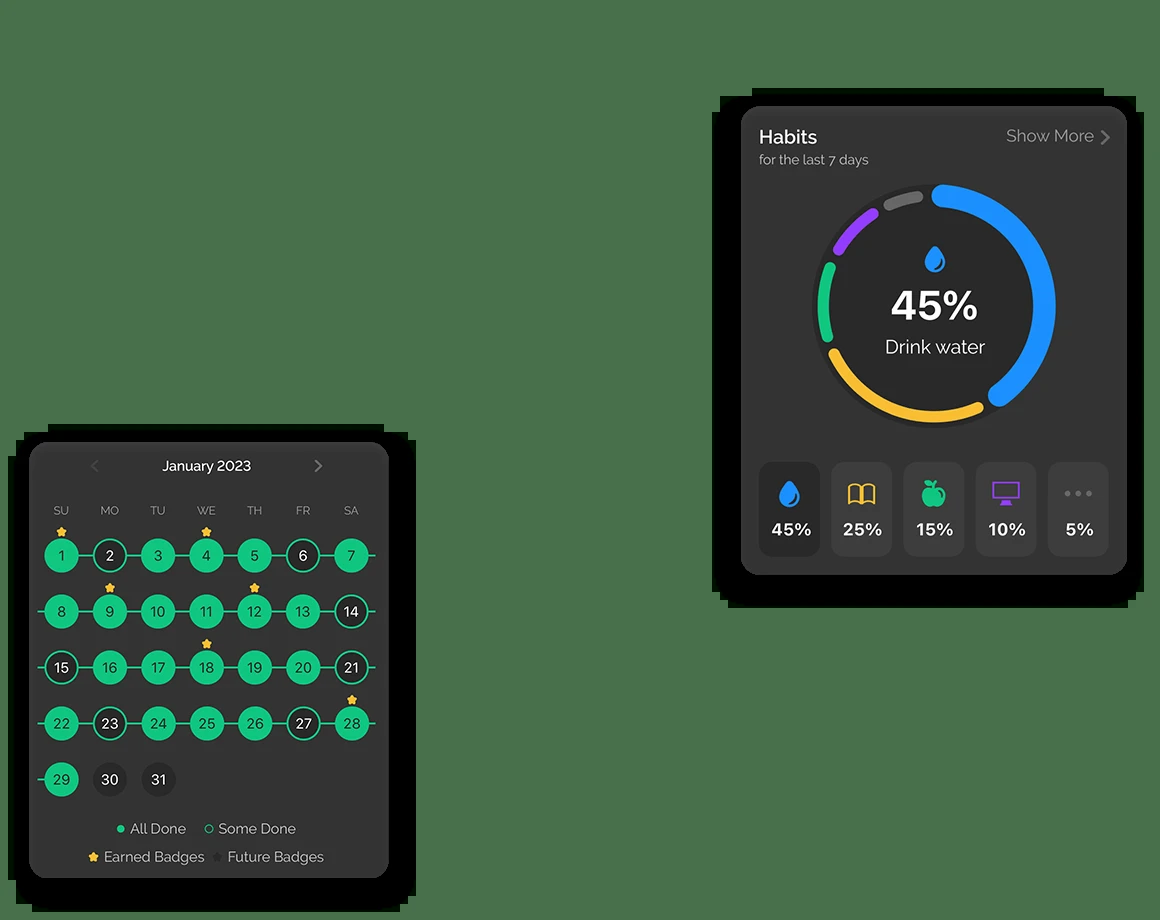 Habits
Show More
for the last 7 days
45%
Drink water
45% 25% 15% 10% 5%
January 2023
SU MO TU WE TH FR SA
1 2 3 4 5 6 7
8 9 10 11 12 13 14
15 16 17 18 19 20 21
22 23 24 25 26 27 28
29 30 31
All Done Some Done
Earned Badges Future Badges